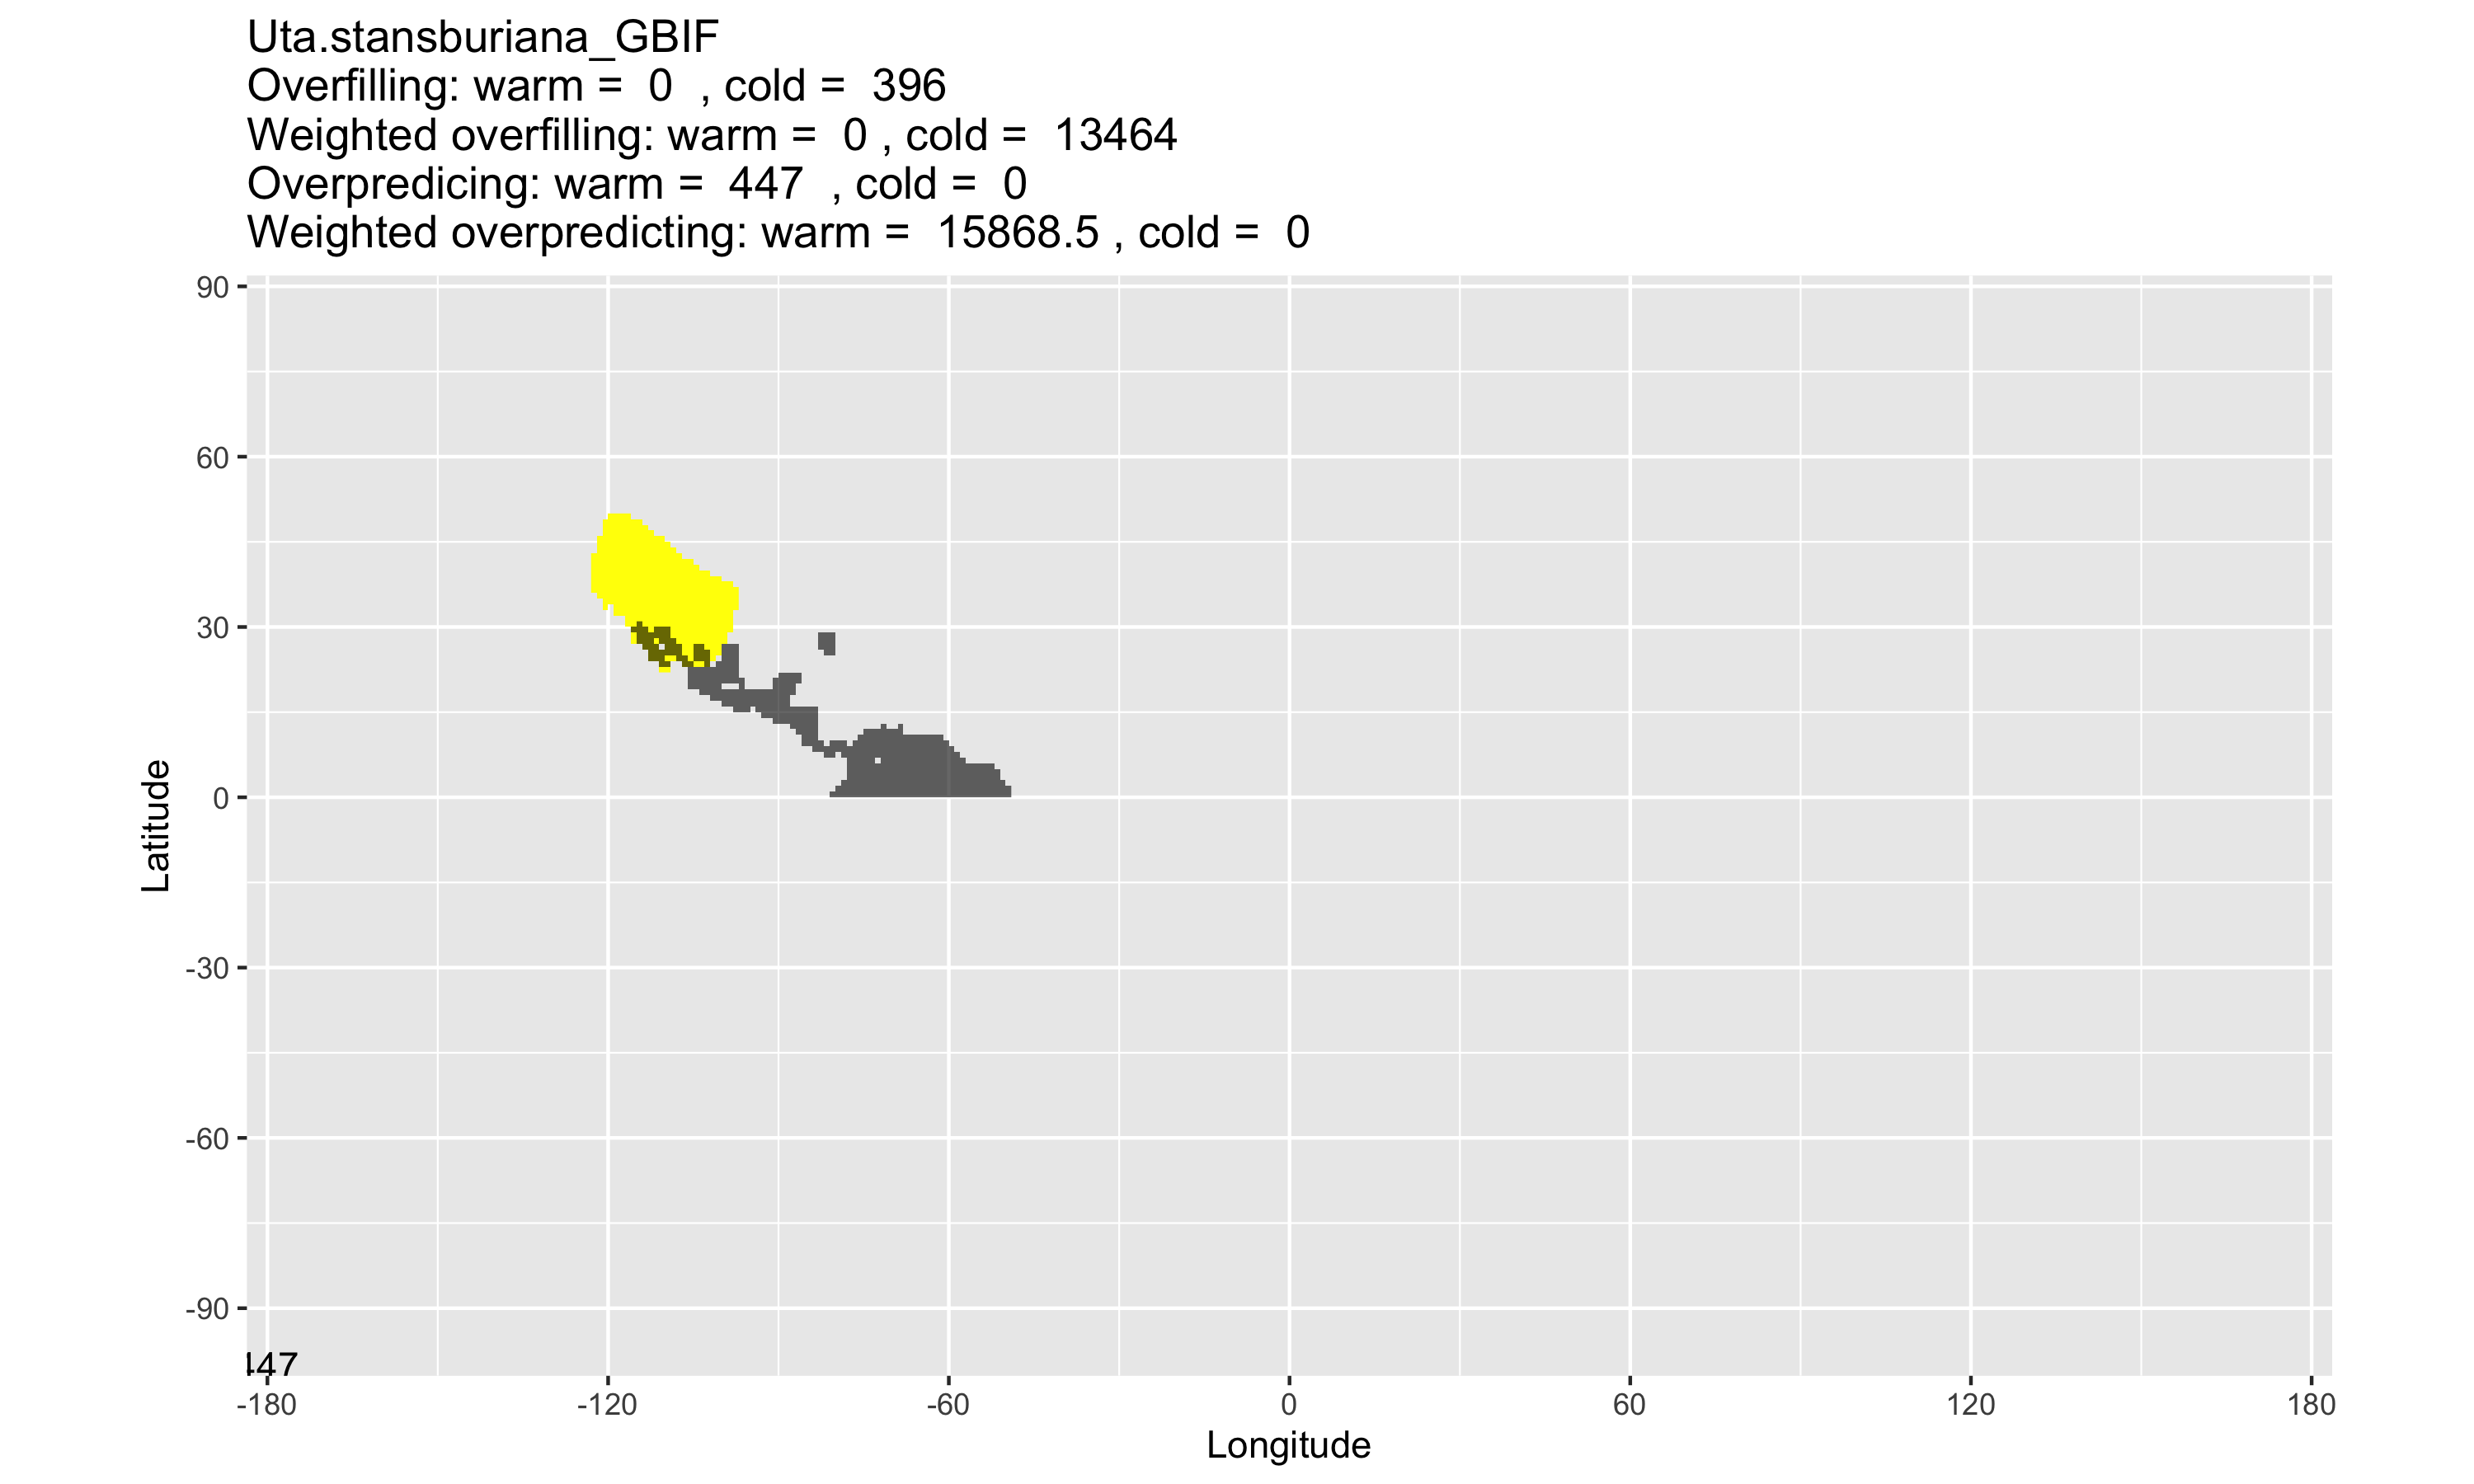 Uta.stansburiana_GBIF
Overfilling: warm = 0 , cold = 396
Weighted overfilling: warm = 0 , cold = 13464
Overpredicing: warm = 447 , cold = 0
Weighted overpredicting: warm = 15868.5 , cold = 0
90
60
30
0
-30
-60
-90
Latitude
447
-180
-120
-60
0
60
120
180
Longitude